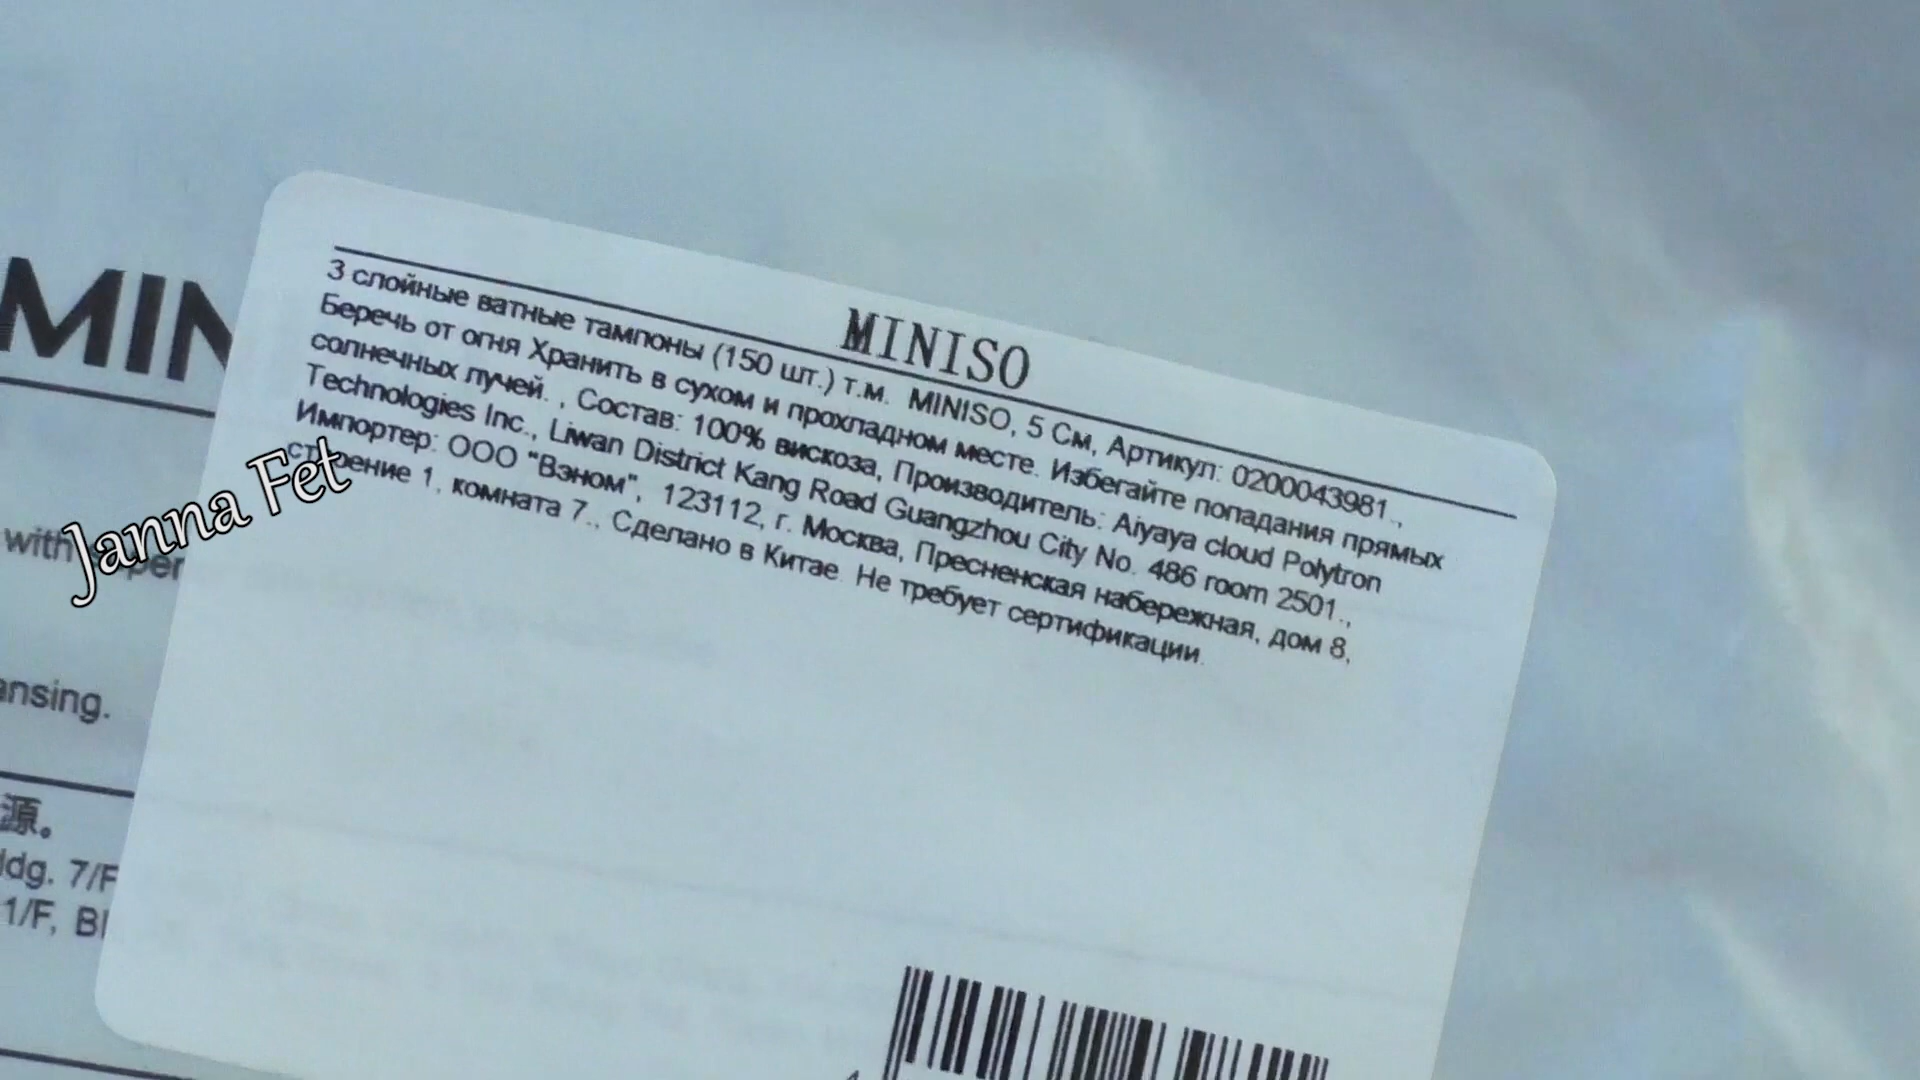 MINISO
3 слойные ватные тампоны (150 шт.) т.м. MINISO, 5 См, Артикул: 0200043981.,
Беречь от огня Хранить в сухом и прохладном месте. Избегайте попадания прямых
солнечных лучей. , Состав: 100% вискоза, Производитель: Aiyaya cloud Polytron
Technologies Inc., Liwan District Kang Road Guangzhou City No. 486 room 2501.,
Импортер: ООО "Вэном", 123112, г. Москва, Пресненская набережная, дом 8,
строение 1, комната 7., Сделано в Китае. Не требует сертификации.
Janna Fet
MIN
with
ansing.
源。
ldg. 7/F
1/F, Bl